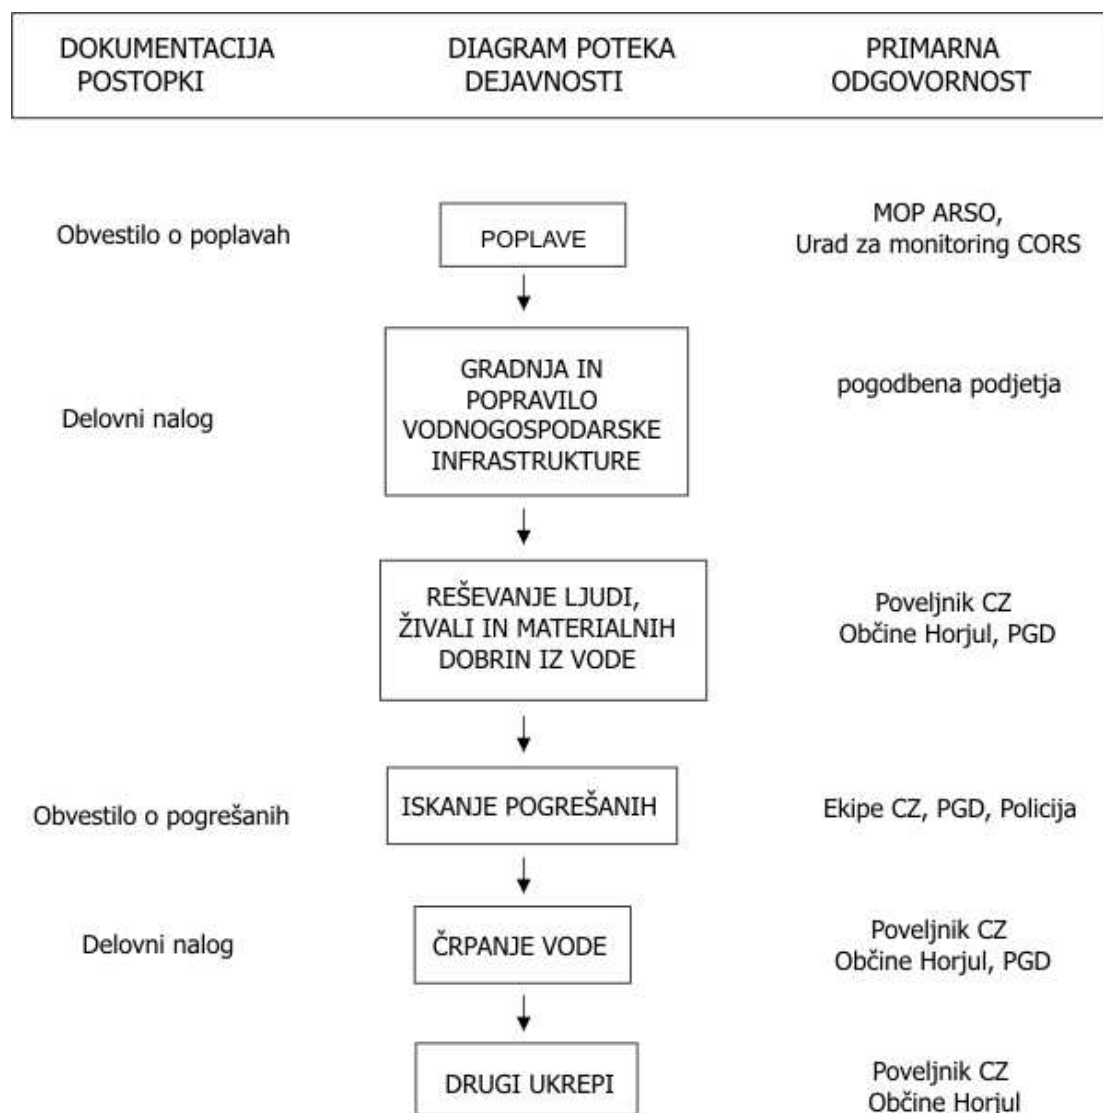 DOKUMENTACIJA
POSTOPKI
DIAGRAM POTEKA
DEJAVNOSTI
PRIMARNA
ODGOVORNOST
Obvestilo o poplavah
POPLAVE
MOP ARSO,
Urad za monitoring CORS
Delovni nalog
GRADNJA IN
POPRAVILO
VODNOGOSPODARSKE
INFRASTRUKTURE
pogodbena podjetja
REŠEVANJE LJUDI,
ŽIVALI IN MATERIALNIH
DOBRIN IZ VODE
Poveljnik CZ
Občine Horjul, PGD
Obvestilo o pogrešanih
ISKANJE POGREŠANIH
Ekipe CZ, PGD, Policija
Delovni nalog
ČRPANJE VODE
Poveljnik CZ
Občine Horjul, PGD
DRUGI UKREPI
Poveljnik CZ
Občine Horjul